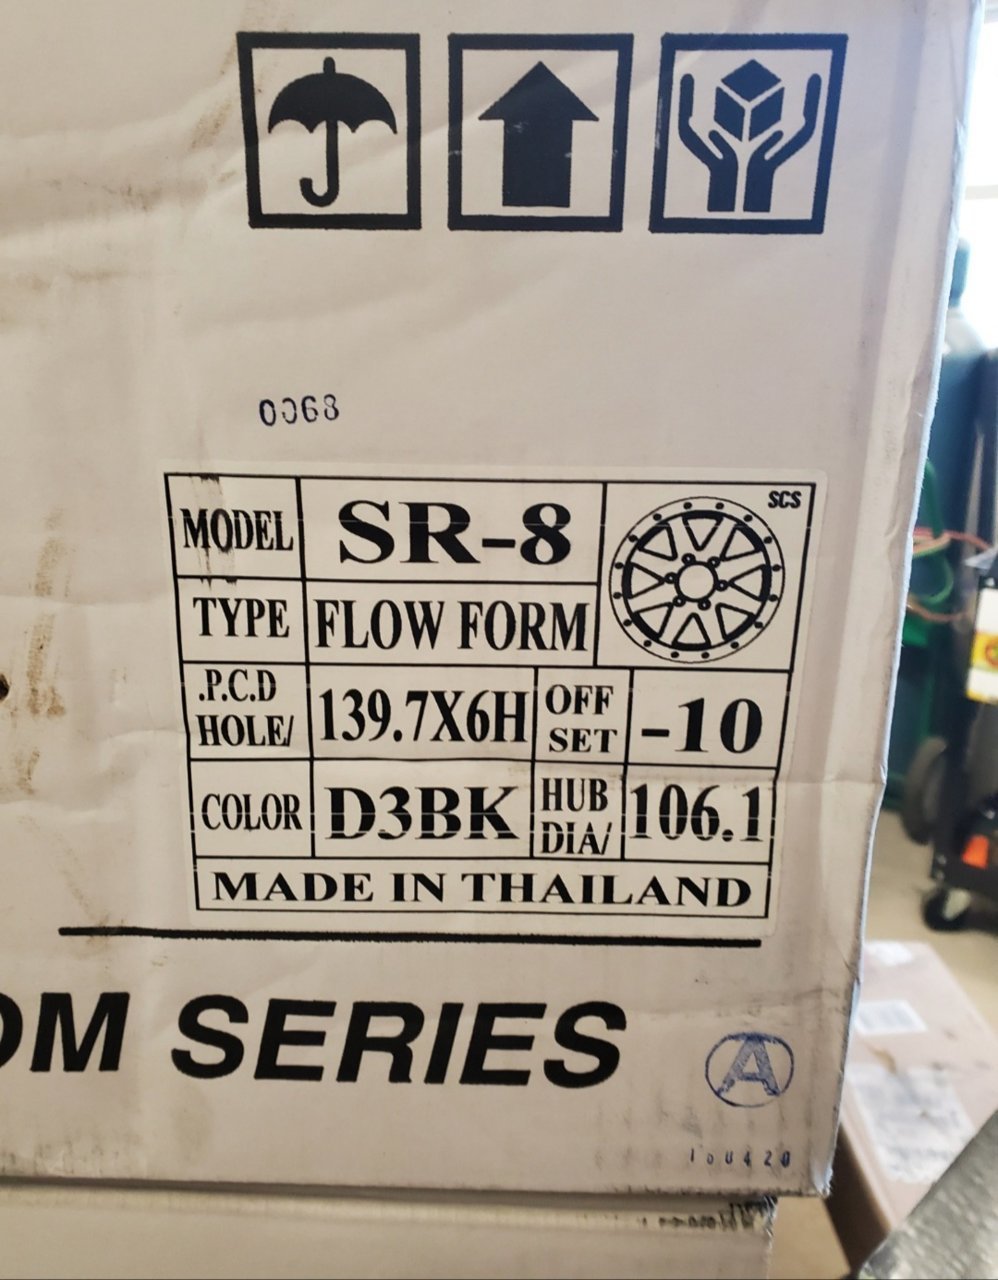 0068
MODEL SR-8
SCS
TYPE FLOW FORM
.P.C.D HOLE/ 139.7X6H OFF SET -10
COLOR D3BK HUB DIA/ 106.1
MADE IN THAILAND
OM SERIES
A